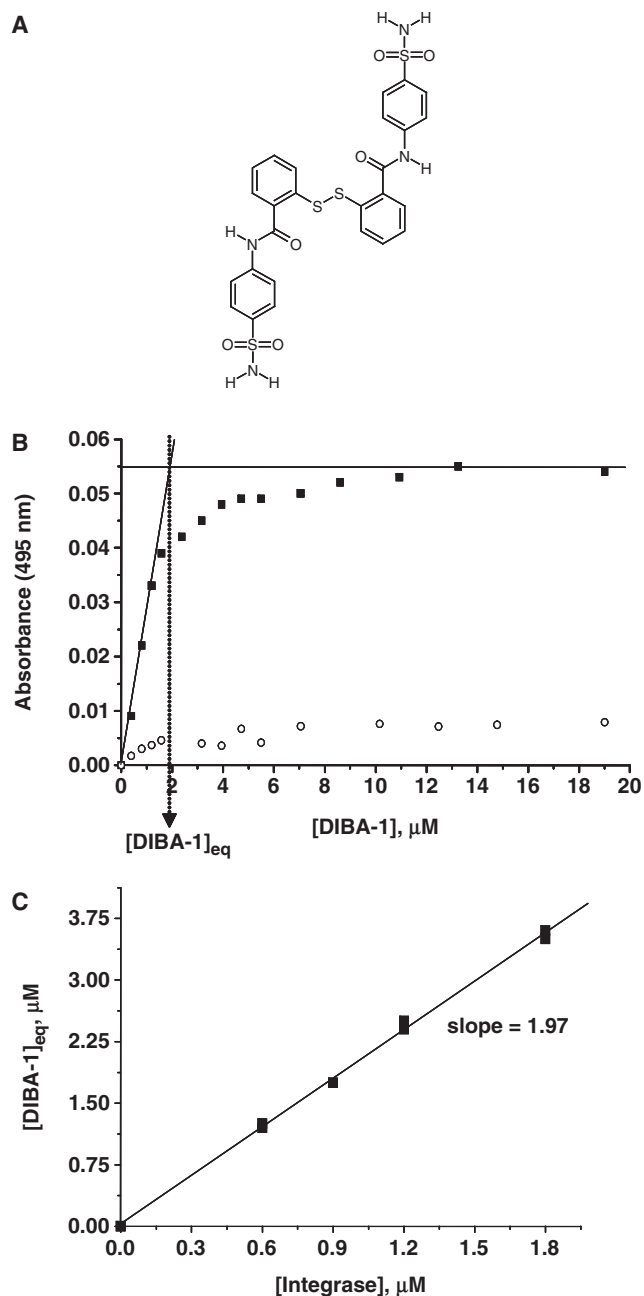 A
H
H
N
O=S=O
O
N
H
S
S
H
N
O
O=S=O
N
H
H
B
0.06
0.05
0.04
0.03
0.02
0.01
0.00
Absorbance (495 nm)
0 2 4 6 8 10 12 14 16 18 20
[DIBA-1], μM
[DIBA-1]eq
C
3.75
3.00
2.25
1.50
0.75
0.00
[DIBA-1]eq, μM
slope = 1.97
0.0 0.6 0.9 1.2 1.5 1.8
[Integrase], μM